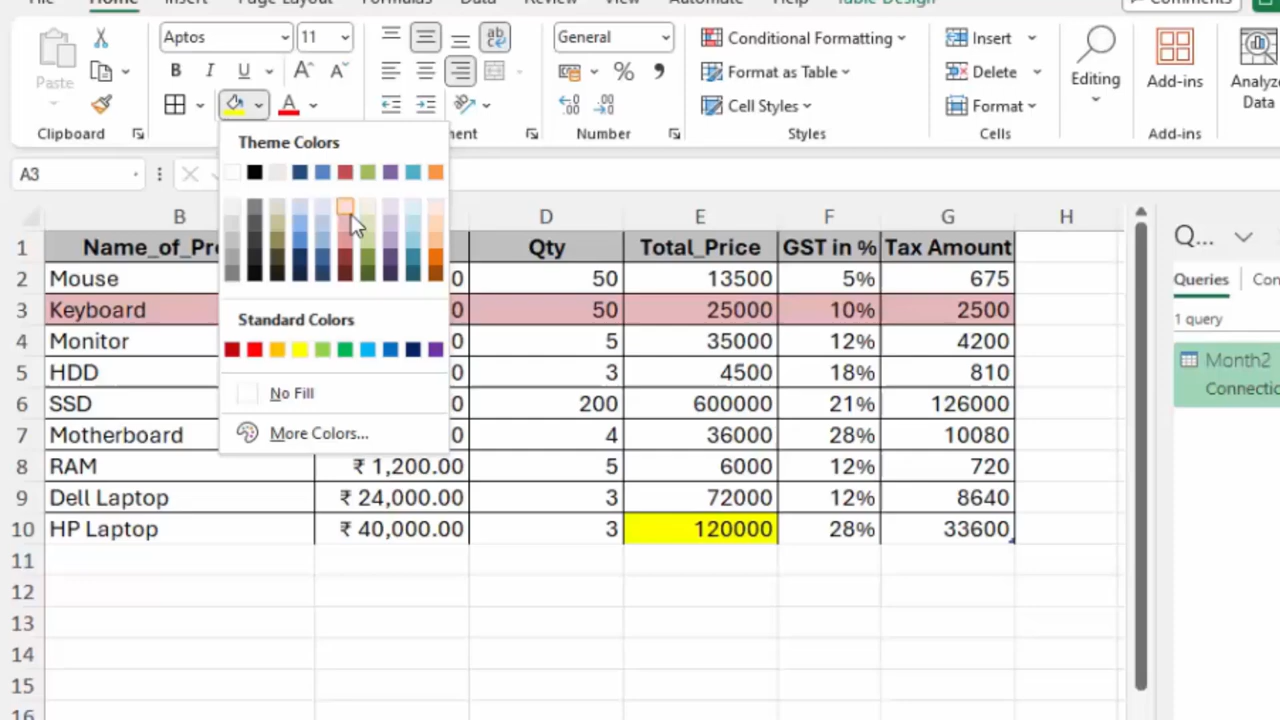 Home Insert Page Layout Formulas Data Review View Automate Help Table Design Comments
Aptos 11 General Conditional Formatting Insert
Paste B I U Format as Table Delete Editing Add-ins Analyze Data
Cell Styles Format
Clipboard Number Styles Cells Add-ins
Theme Colors
Standard Colors
No Fill
More Colors...
A3
B D E F G H
1 Qty Total_Price GST in % Tax Amount
2 Mouse 0 50 13500 5% 675
3 Keyboard 0 50 25000 10% 2500
4 Monitor 0 5 35000 12% 4200
5 HDD 0 3 4500 18% 810
6 SSD 0 200 600000 21% 126000
7 Motherboard 0 4 36000 28% 10080
8 RAM ₹ 1,200.00 5 6000 12% 720
9 Dell Laptop ₹ 24,000.00 3 72000 12% 8640
10 HP Laptop ₹ 40,000.00 3 120000 28% 33600
11
12
13
14
15
16
Q...
Queries
1 query
Month2